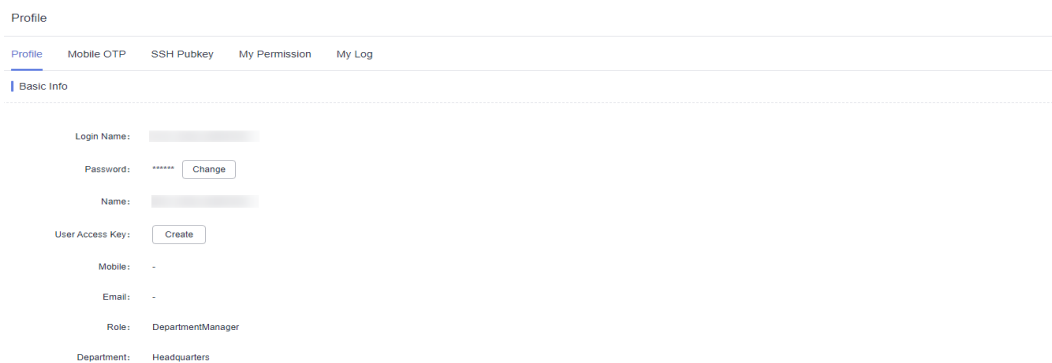 Profile
Profile Mobile OTP SSH Pubkey My Permission My Log
Basic Info
Login Name:
Password: ****** Change
Name:
User Access Key: Create
Mobile: -
Email: -
Role: DepartmentManager
Department: Headquarters